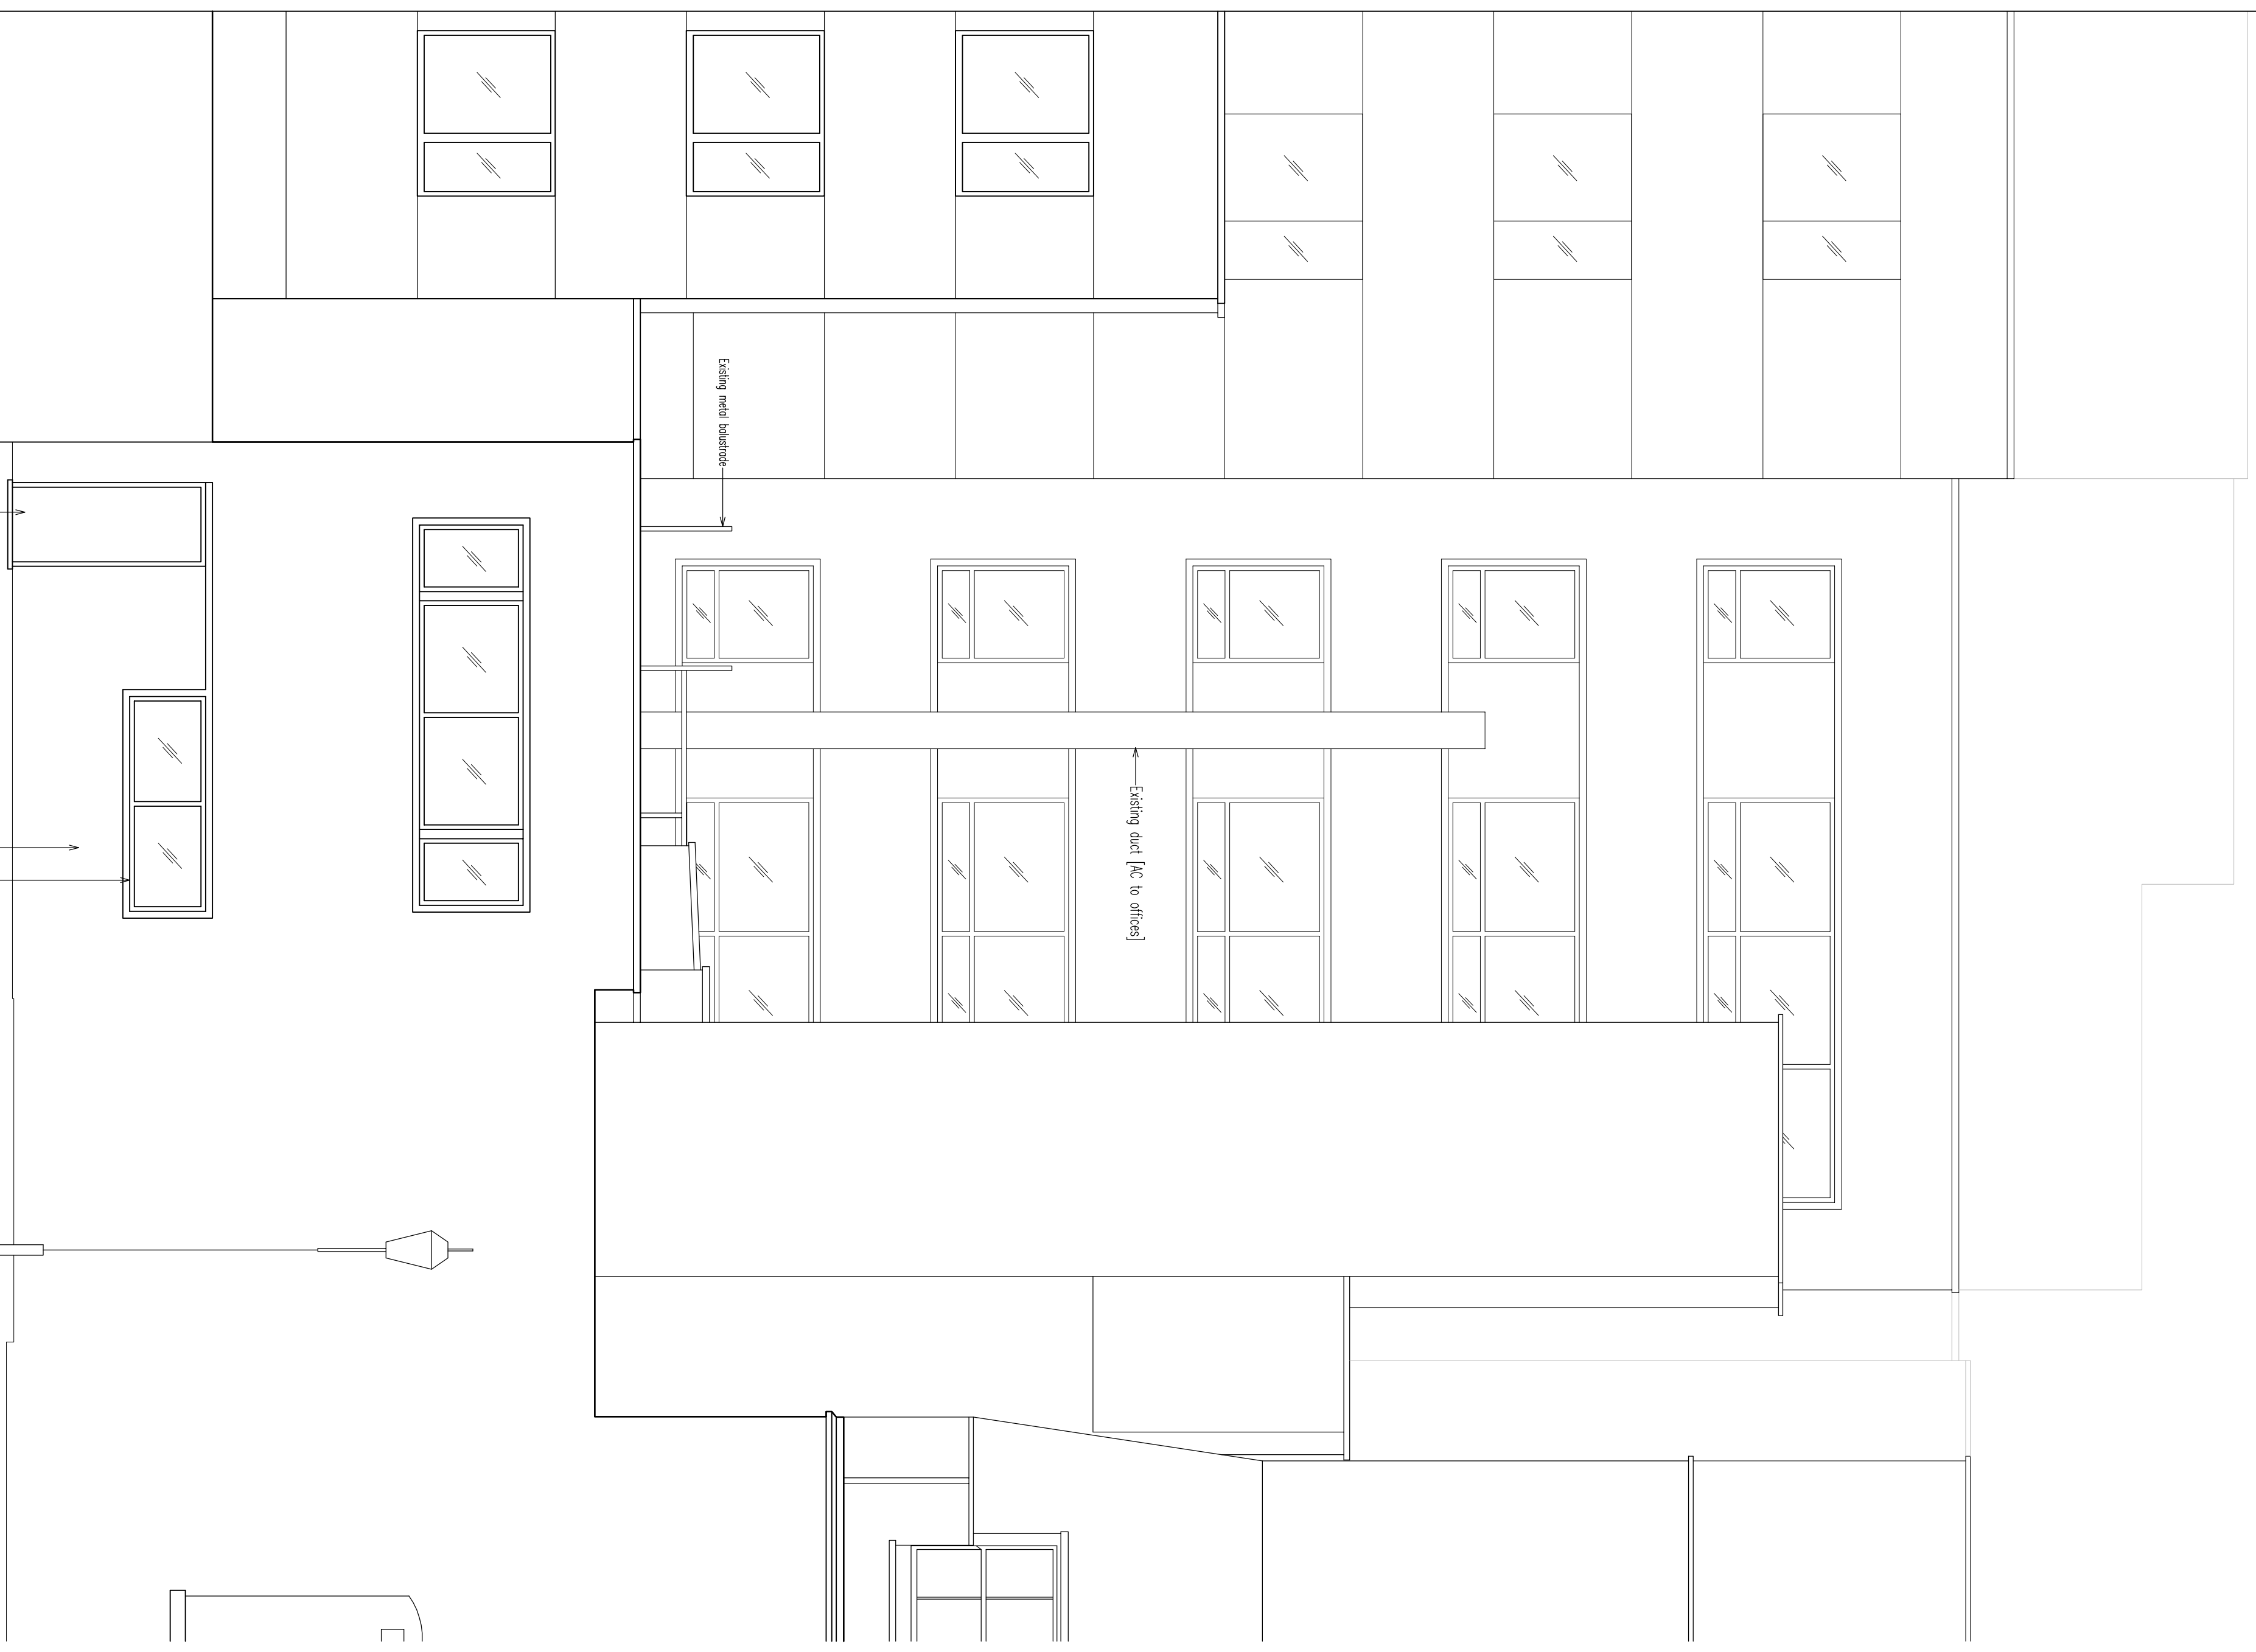 Existing metal balustrade
Existing duct [AC to offices]